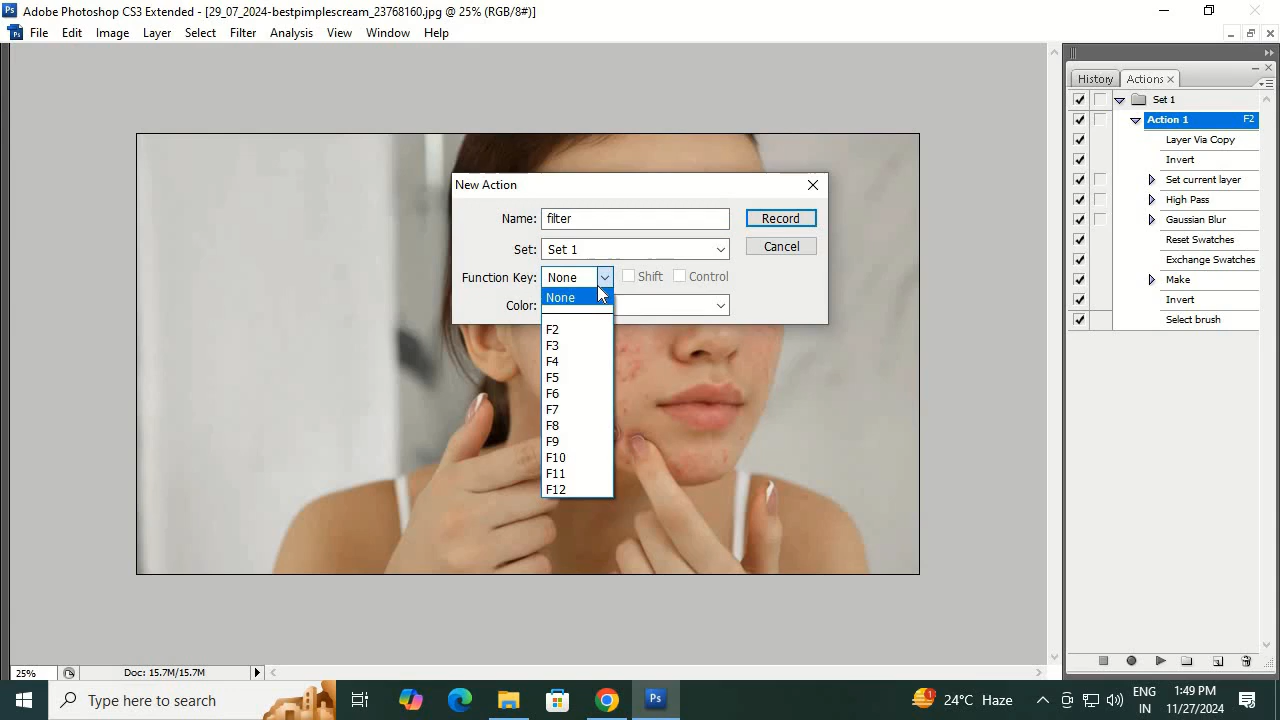 Adobe Photoshop CS3 Extended - [29_07_2024-bestpimplescream_23768160.jpg @ 25% (RGB/8#)]
File Edit Image Layer Select Filter Analysis View Window Help
History Actions
Set 1
Action 1 F2
Layer Via Copy
Invert
Set current layer
High Pass
Gaussian Blur
Reset Swatches
Exchange Swatches
Make
Invert
Select brush
New Action
Name: filter Record
Set: Set 1 Cancel
Function Key: None Shift Control
Color:
None
F2
F3
F4
F5
F6
F7
F8
F9
F10
F11
F12
25% Doc: 15.7M/15.7M
Type here to search
1 24°C Haze ENG IN 1:49 PM 11/27/2024